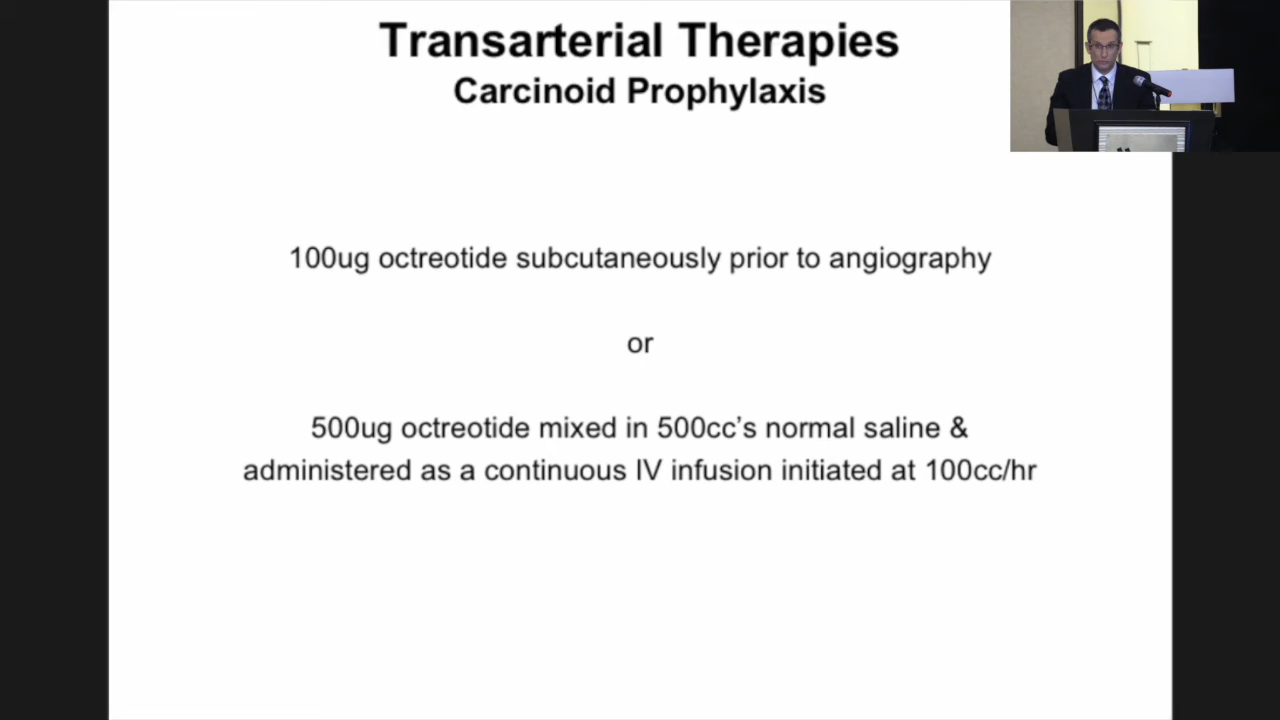 Transarterial Therapies
Carcinoid Prophylaxis
100ug octreotide subcutaneously prior to angiography
or
500ug octreotide mixed in 500cc’s normal saline &
administered as a continuous IV infusion initiated at 100cc/hr